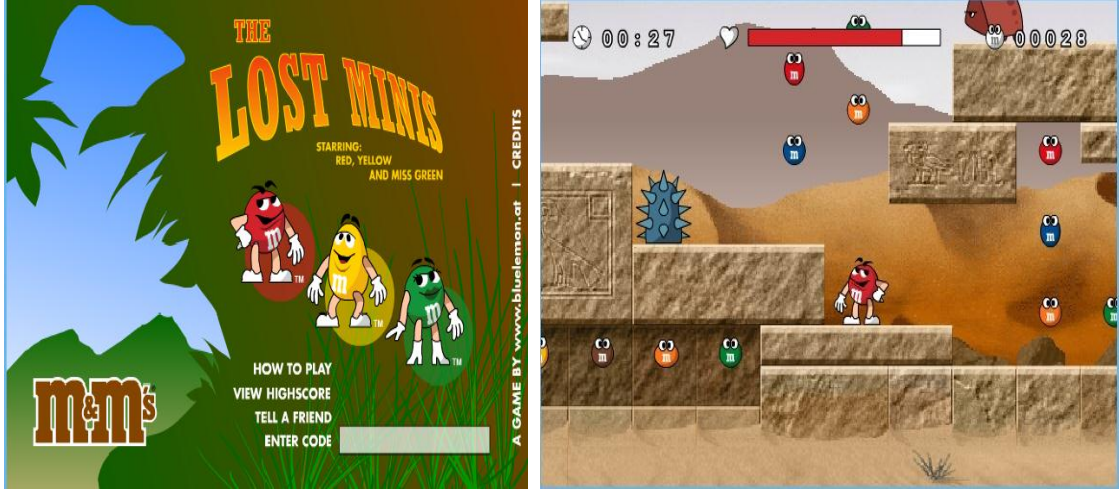 THE
LOST MINIS
STARRING:
RED, YELLOW
AND MISS GREEN
m
TM
m
TM
m
TM
HOW TO PLAY
VIEW HIGHSCORE
TELL A FRIEND
ENTER CODE
m&m's
A GAME BY www.bluelemon.at | CREDITS
00:27
00028
m
m
m
m
m
m
m
m
m
m
m
m